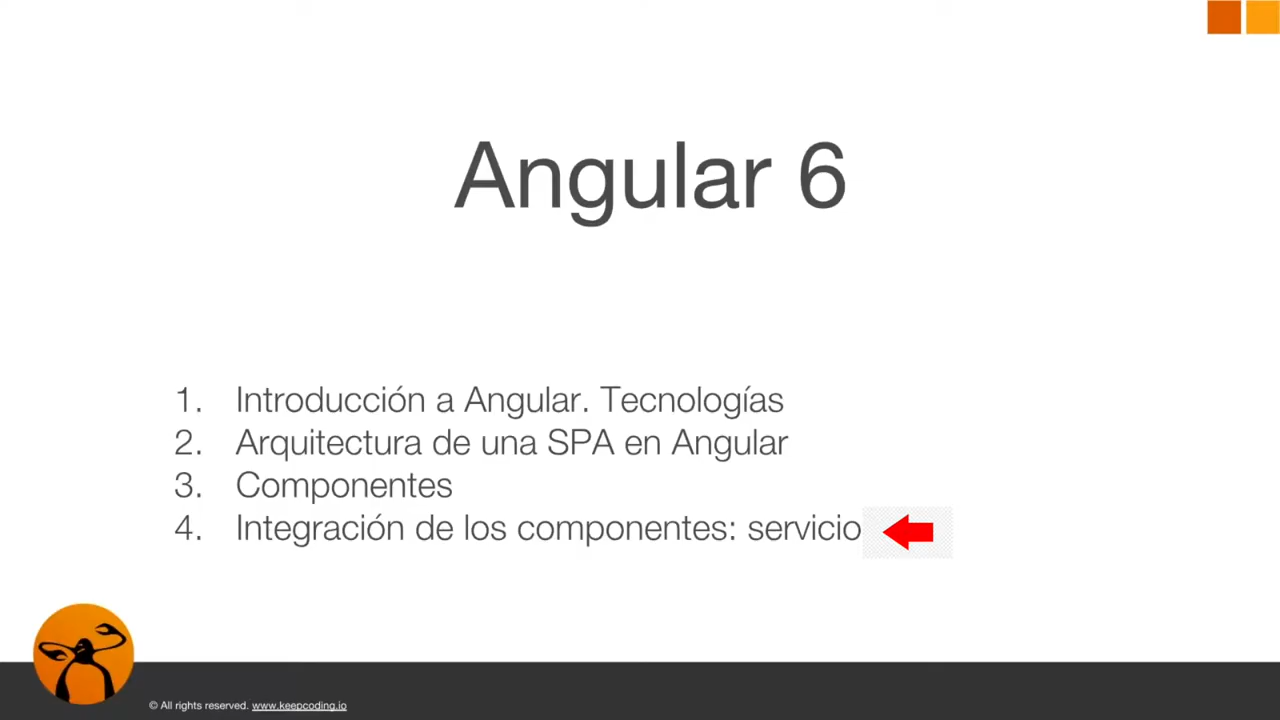 Angular 6
1. Introducción a Angular. Tecnologías
2. Arquitectura de una SPA en Angular
3. Componentes
4. Integración de los componentes: servicio
© All rights reserved. www.keepcoding.io